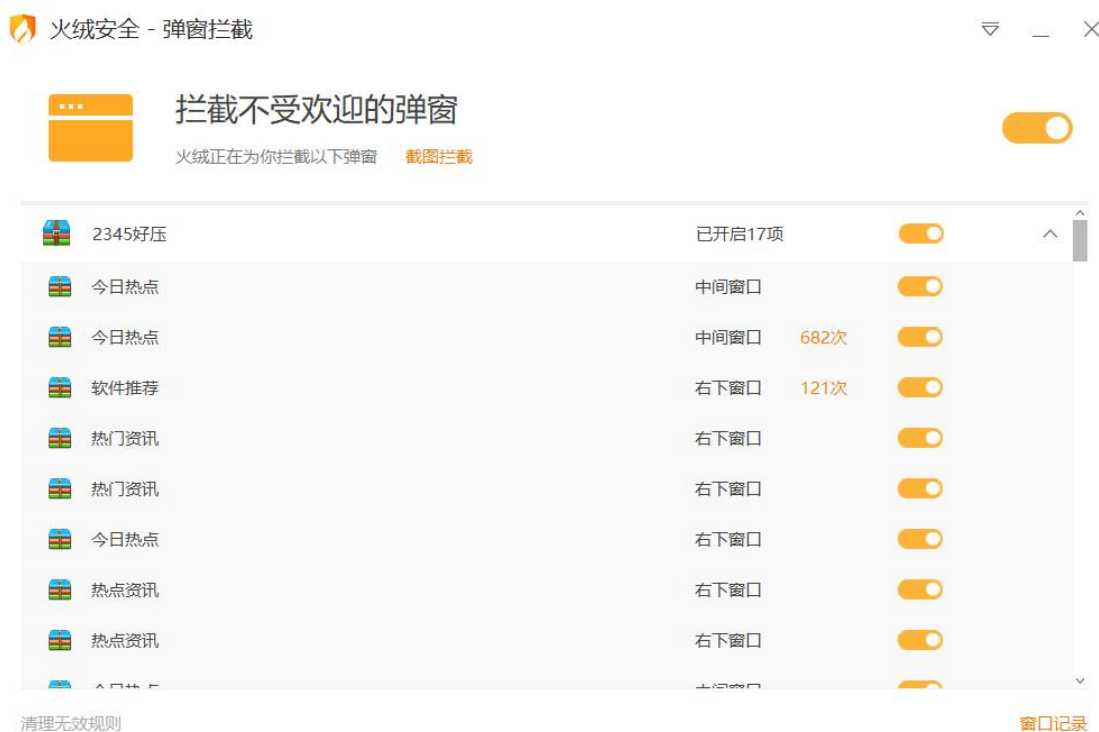 火绒安全 - 弹窗拦截
拦截不受欢迎的弹窗
火绒正在为你拦截以下弹窗 截图拦截
2345好压 已开启17项
今日热点 中间窗口
今日热点 中间窗口 682次
软件推荐 右下窗口 121次
热门资讯 右下窗口
热门资讯 右下窗口
今日热点 右下窗口
热点资讯 右下窗口
热点资讯 右下窗口
清理无效规则 窗口记录